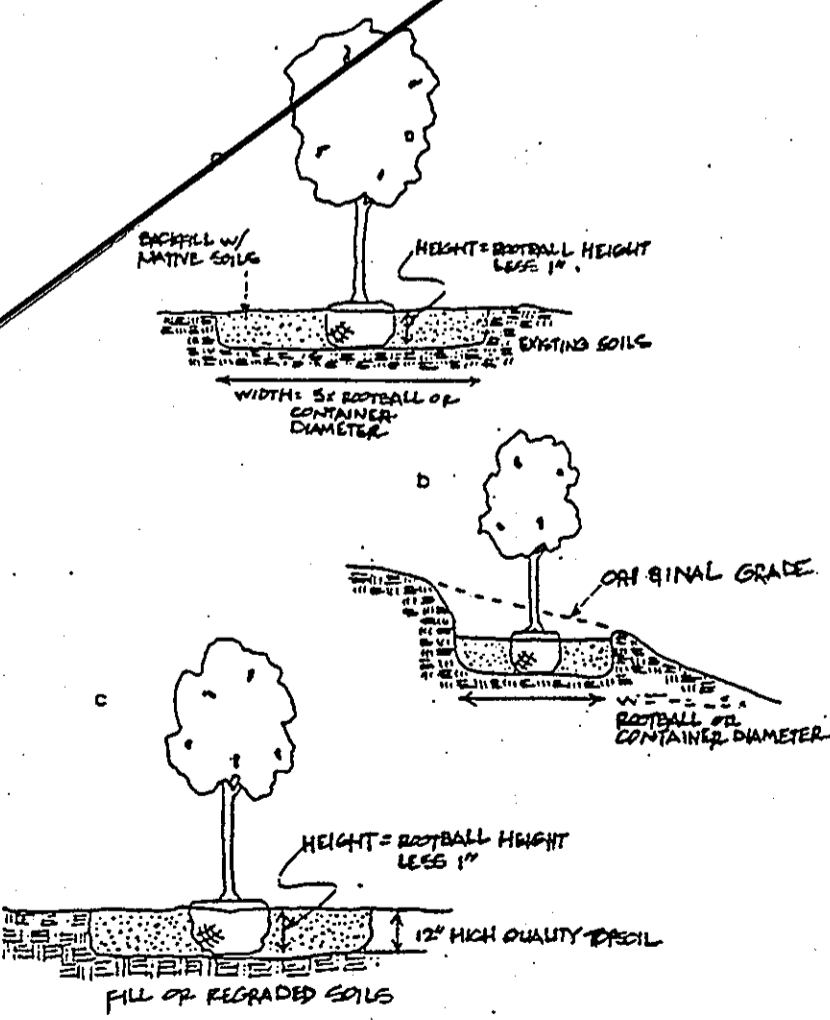 a
BACKFILL W/
NATIVE SOILS
HEIGHT = ROOTBALL HEIGHT
LESS 1".
EXISTING SOILS
WIDTH = 5x ROOTBALL OR
CONTAINER
DIAMETER
b
ORIGINAL GRADE
W =
ROOTBALL OR
CONTAINER DIAMETER
c
HEIGHT = ROOTBALL HEIGHT
LESS 1"
12" HIGH QUALITY TOPSOIL
FILL OR REGRADED SOILS